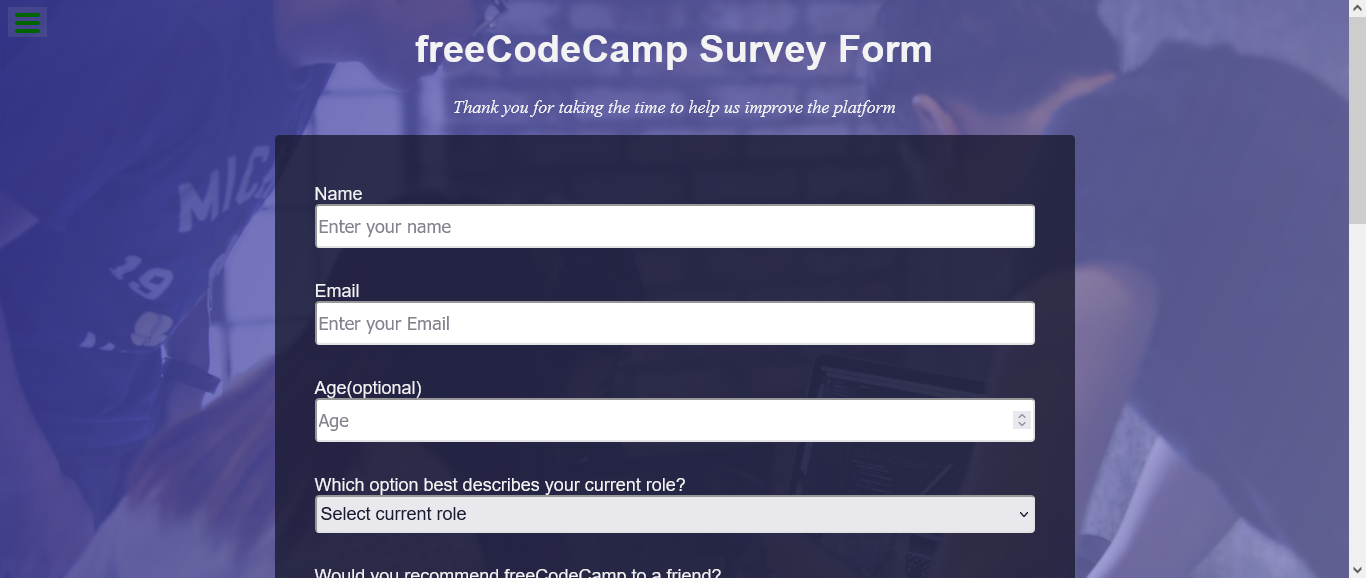 freeCodeCamp Survey Form
Thank you for taking the time to help us improve the platform
MIC
19
Name
Enter your name
Email
Enter your Email
Age(optional)
Age
Which option best describes your current role?
Select current role
Would you recommend freeCodeCamp to a friend?